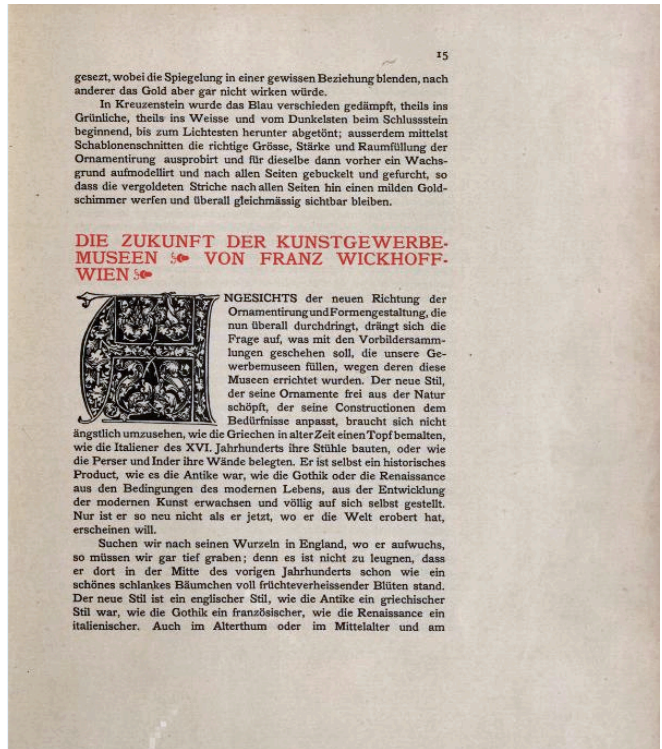 15
gesezt, wobei die Spiegelung in einer gewissen Beziehung blenden, nach
anderer das Gold aber gar nicht wirken würde.
In Kreuzenstein wurde das Blau verschieden gedämpft, theils ins
Grünliche, theils ins Weisse und vom Dunkelsten beim Schlussstein
beginnend, bis zum Lichtesten herunter abgetönt; ausserdem mittelst
Schablonenschnitten die richtige Grösse, Stärke und Raumfüllung der
Ornamentirung ausprobirt und für dieselbe dann vorher ein Wachs-
grund aufmodellirt und nach allen Seiten gebuckelt und gefurcht, so
dass die vergoldeten Striche nach allen Seiten hin einen milden Gold-
schimmer werfen und überall gleichmässig sichtbar bleiben.
DIE ZUKUNFT DER KUNSTGEWERBE-
MUSEEN VON FRANZ WICKHOFF-
WIEN
ANGESICHTS der neuen Richtung der
Ornamentirung und Formengestaltung, die
nun überall durchdringt, drängt sich die
Frage auf, was mit den Vorbildersamm-
lungen geschehen soll, die unsere Ge-
werbemuseen füllen, wegen deren diese
Museen errichtet wurden. Der neue Stil,
der seine Ornamente frei aus der Natur
schöpft, der seine Constructionen dem
Bedürfnisse anpasst, braucht sich nicht
ängstlich umzusehen, wie die Griechen in alter Zeit einen Topf bemalten,
wie die Italiener des XVI. Jahrhunderts ihre Stühle bauten, oder wie
die Perser und Inder ihre Wände belegten. Er ist selbst ein historisches
Product, wie es die Antike war, wie die Gothik oder die Renaissance
aus den Bedingungen des modernen Lebens, aus der Entwicklung
der modernen Kunst erwachsen und völlig auf sich selbst gestellt.
Nur ist er so neu nicht als er jetzt, wo er die Welt erobert hat,
erscheinen will.
Suchen wir nach seinen Wurzeln in England, wo er aufwuchs,
so müssen wir gar tief graben; denn es ist nicht zu leugnen, dass
er dort in der Mitte des vorigen Jahrhunderts schon wie ein
schönes schlankes Bäumchen voll früchteverheissender Blüten stand.
Der neue Stil ist ein englischer Stil, wie die Antike ein griechischer
Stil war, wie die Gothik ein französischer, wie die Renaissance ein
italienischer. Auch im Alterthum oder im Mittelalter und am